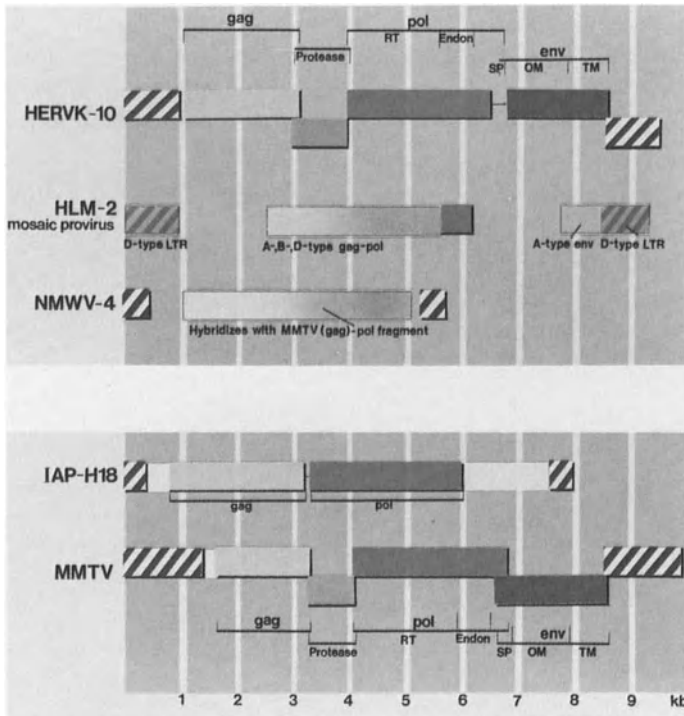 gag pol
RT Endon env
Protease SP OM TM
HERVK-10
HLM-2
mosaic provirus
D-type LTR A-,B-,D-type gag-pol A-type env D-type LTR
NMWV-4
Hybridizes with MMTV (gag)-pol fragment
IAP-H18
gag pol
MMTV
gag pol env
Protease RT Endon SP OM TM
1 2 3 4 5 6 7 8 9 kb